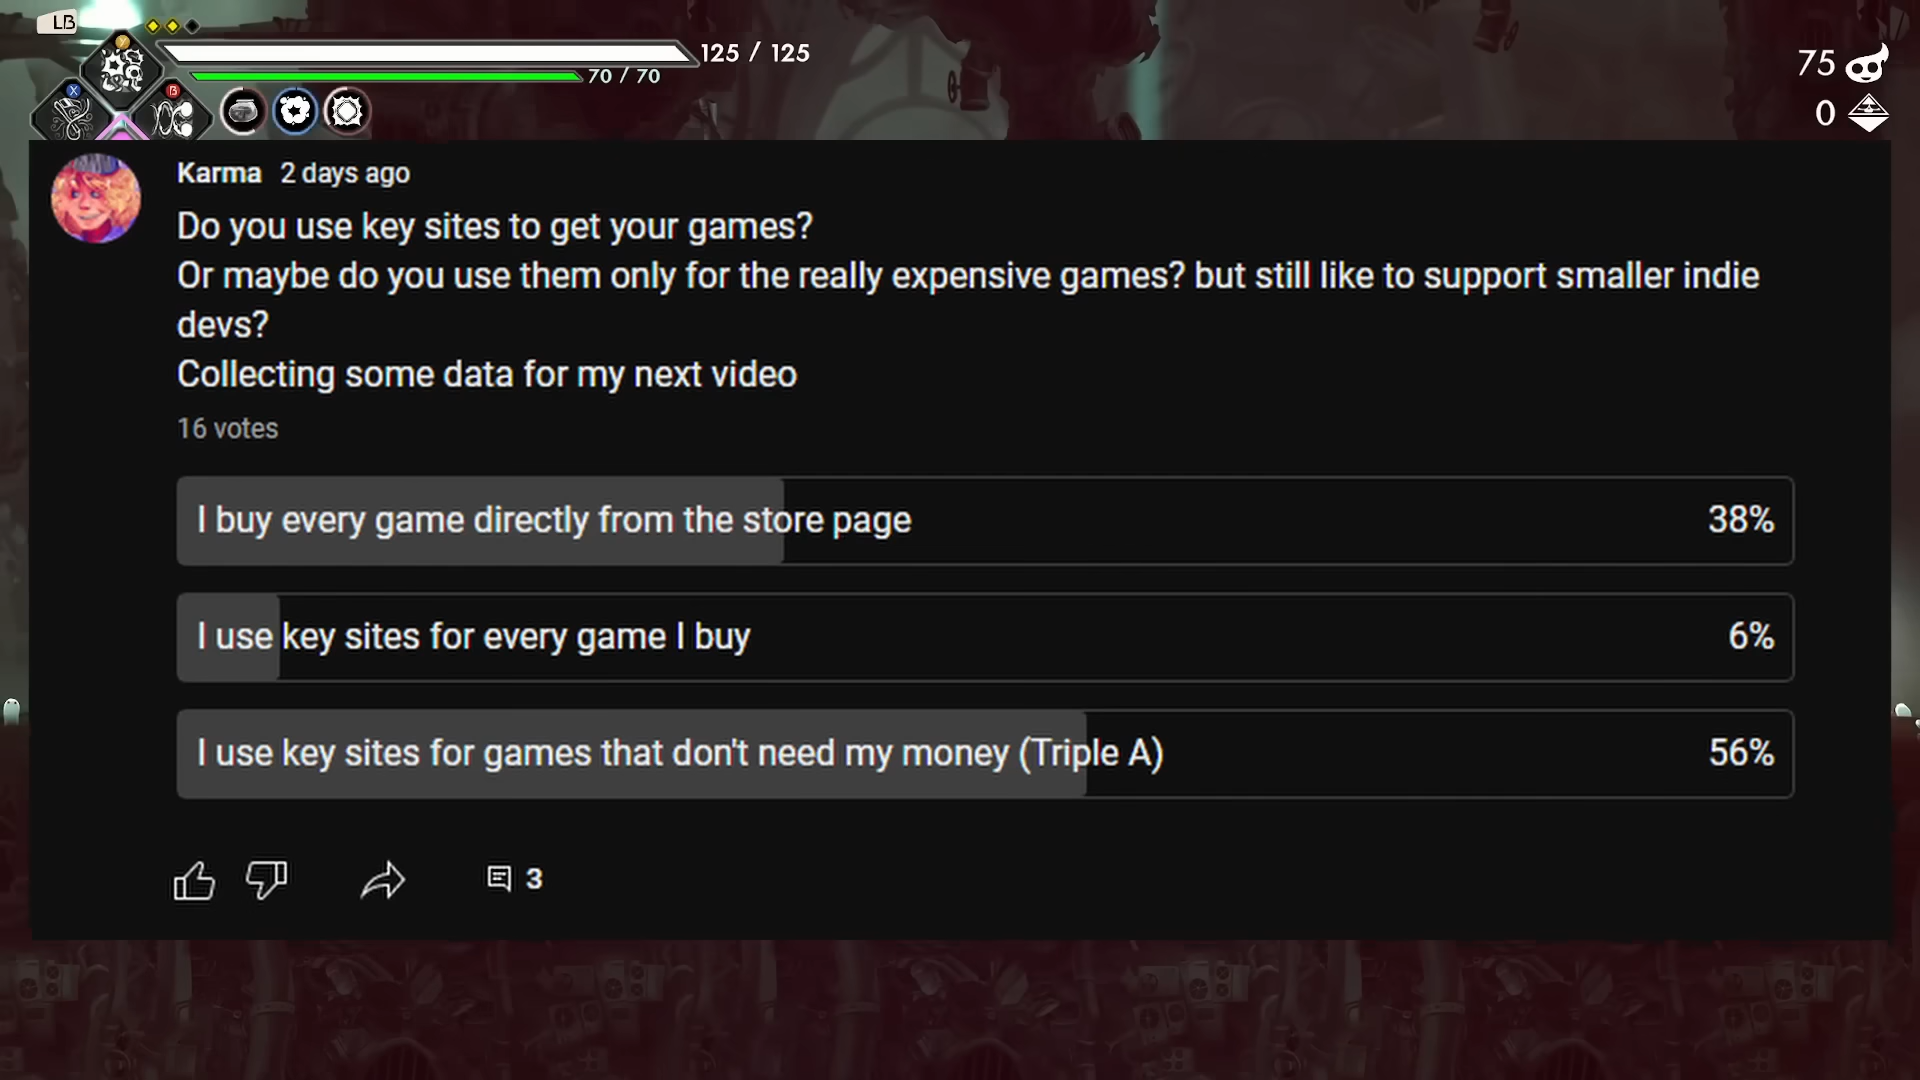 LB
Y
125 / 125
70 / 70
X
B
75
0
Karma 2 days ago
Do you use key sites to get your games?
Or maybe do you use them only for the really expensive games? but still like to support smaller indie
devs?
Collecting some data for my next video
16 votes
I buy every game directly from the store page 38%
I use key sites for every game I buy 6%
I use key sites for games that don't need my money (Triple A) 56%
3